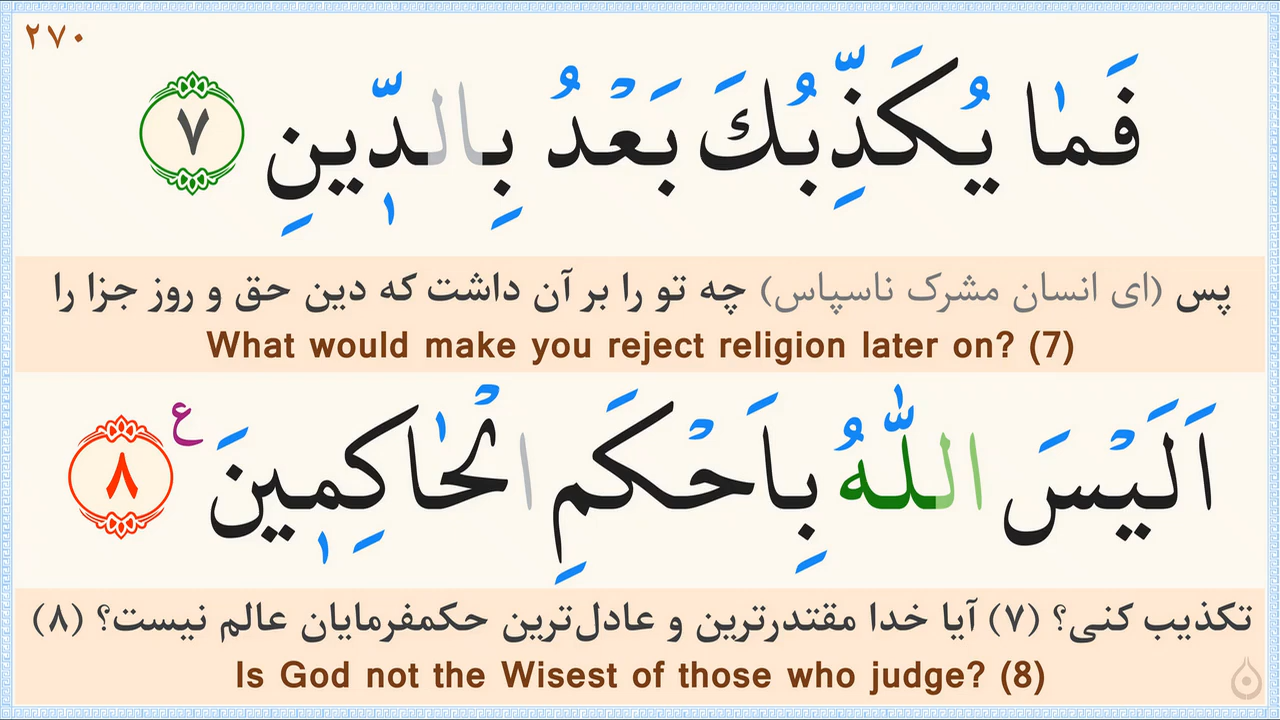 ۲۷۰
فَمٰا يُكَذِّبُكَ بَعْدُ بِالدّٖينِ ۷
پس (ای انسان مشرک ناسپاس) چه تو را بر آن داشت که دین حق و روز جزا را
What would make you reject religion later on? (7)
اَلَيْسَ اللّٰهُ بِاَحْكَمِ الْحٰاكِمٖينَ ع ۸
تکذیب کنی؟ (۷) آیا خدا مقتدرترین و عادل‌ترین حکمفرمایان عالم نیست؟ (۸)
Is God not the Wisest of those who judge? (8)